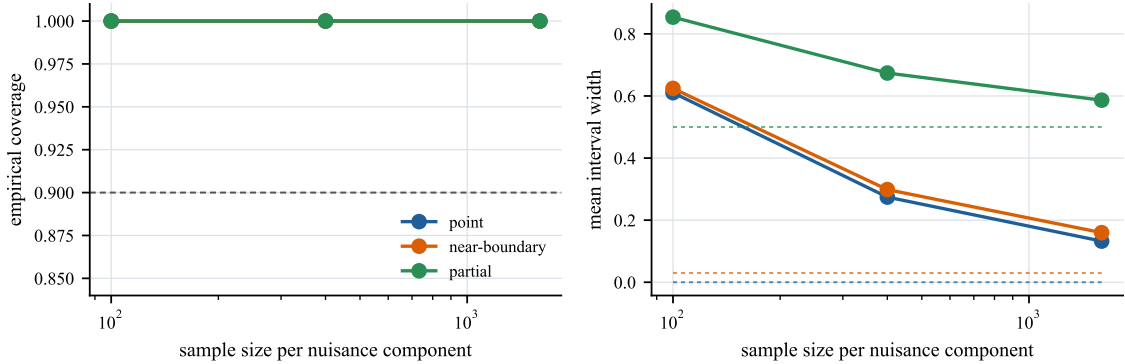 empirical coverage
1.000
0.975
0.950
0.925
0.900
0.875
0.850
point
near-boundary
partial
10²
10³
sample size per nuisance component
mean interval width
0.8
0.6
0.4
0.2
0.0
10²
10³
sample size per nuisance component